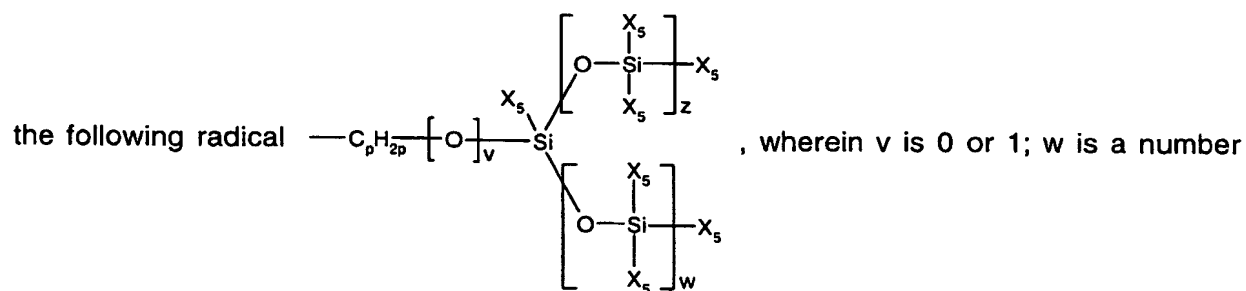 X₅ X₅
O—Si—X₅
X₅ X₅ z
the following radical —CₚH₂ₚ—[O]ᵥ—Si , wherein v is 0 or 1; w is a number
X₅
O—Si—X₅
X₅ w